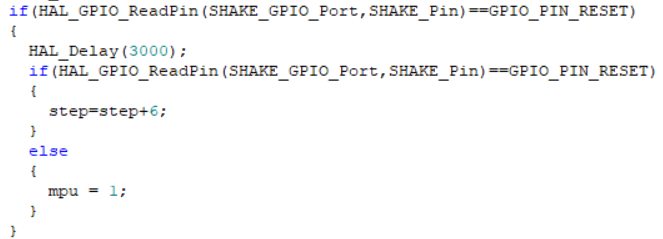 if(HAL_GPIO_ReadPin(SHAKE_GPIO_Port,SHAKE_Pin)==GPIO_PIN_RESET)
{
  HAL_Delay(3000);
  if(HAL_GPIO_ReadPin(SHAKE_GPIO_Port,SHAKE_Pin)==GPIO_PIN_RESET)
  {
    step=step+6;
  }
  else
  {
    mpu = 1;
  }
}